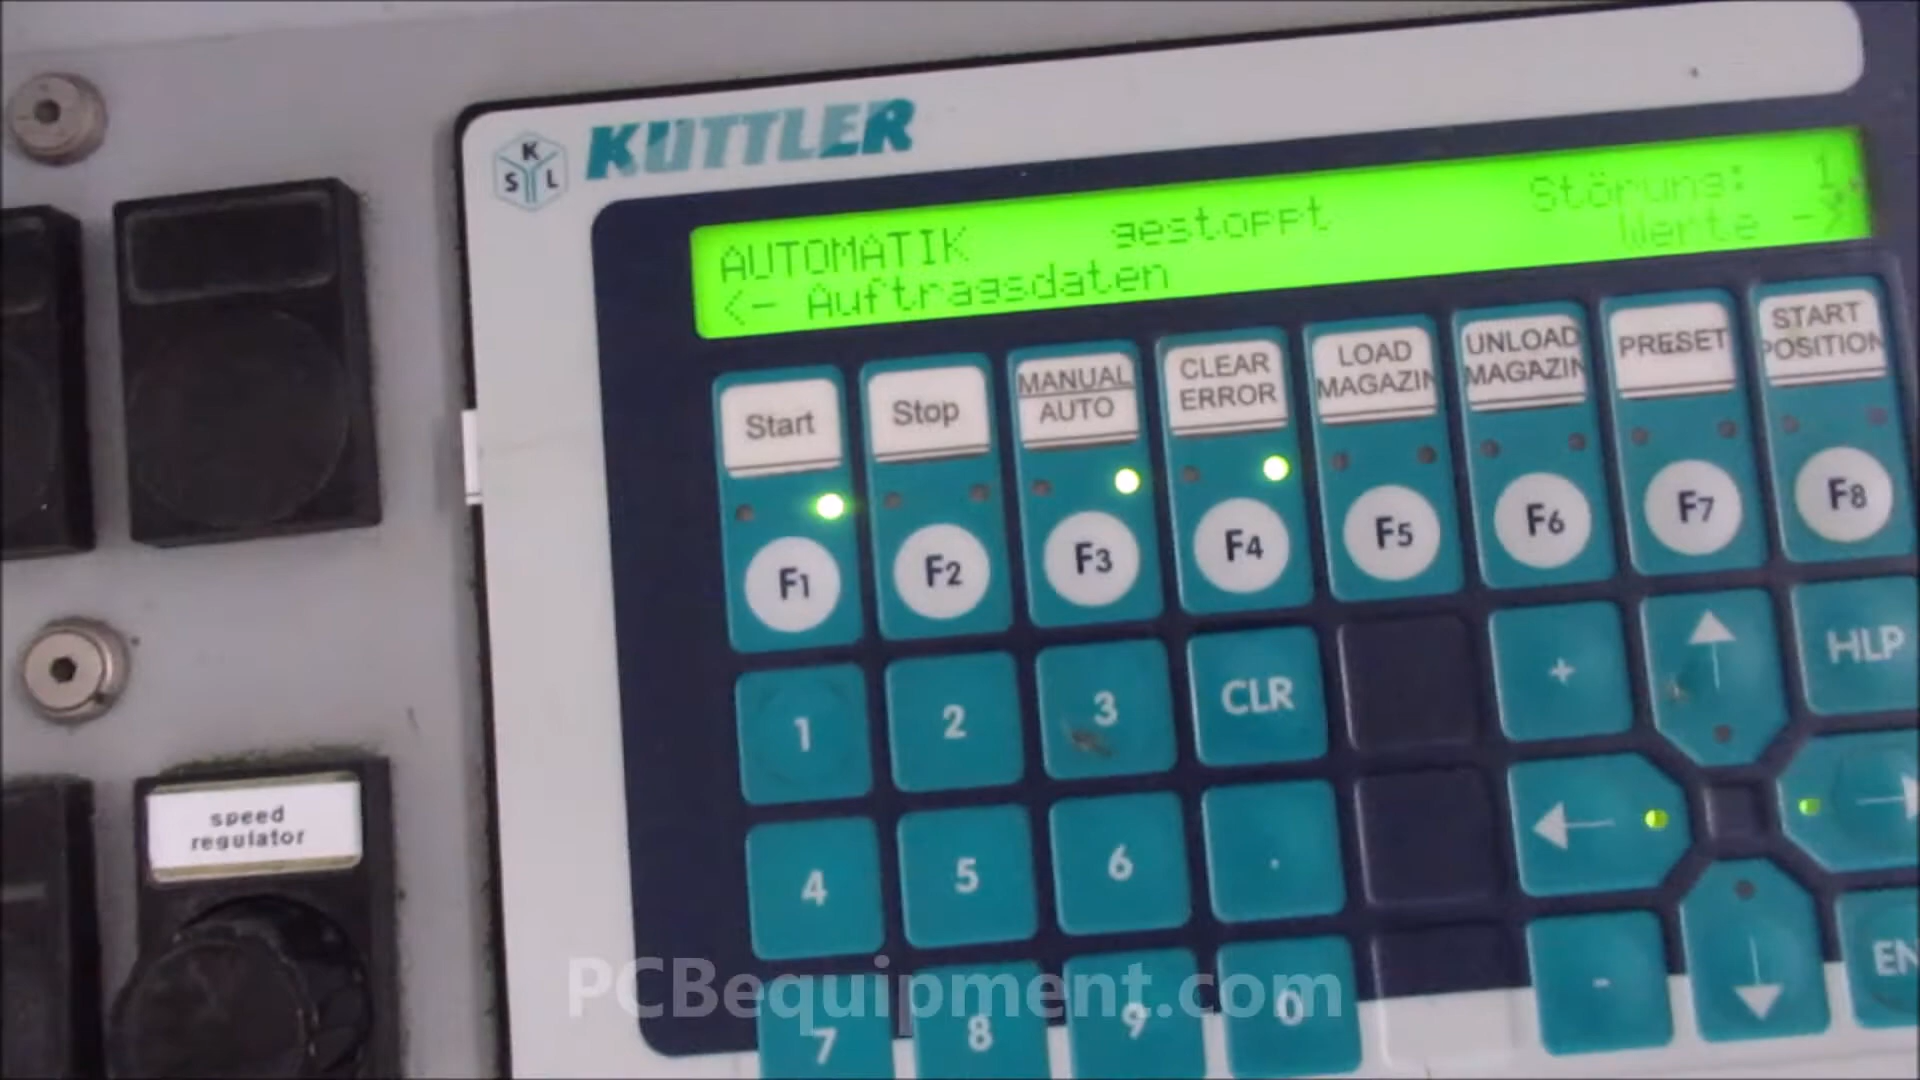 K
S L
KUTTLER
AUTOMATIK gestoppt Störung: 1
<- Auftragsdaten Werte ->
Start
Stop
MANUAL
AUTO
CLEAR
ERROR
LOAD
MAGAZIN
UNLOAD
MAGAZIN
PRESET
START
POSITION
F1
F2
F3
F4
F5
F6
F7
F8
1
2
3
CLR
+
HLP
4
5
6
.
speed
regulator
7
8
9
0
-
EN
PCBequipment.com